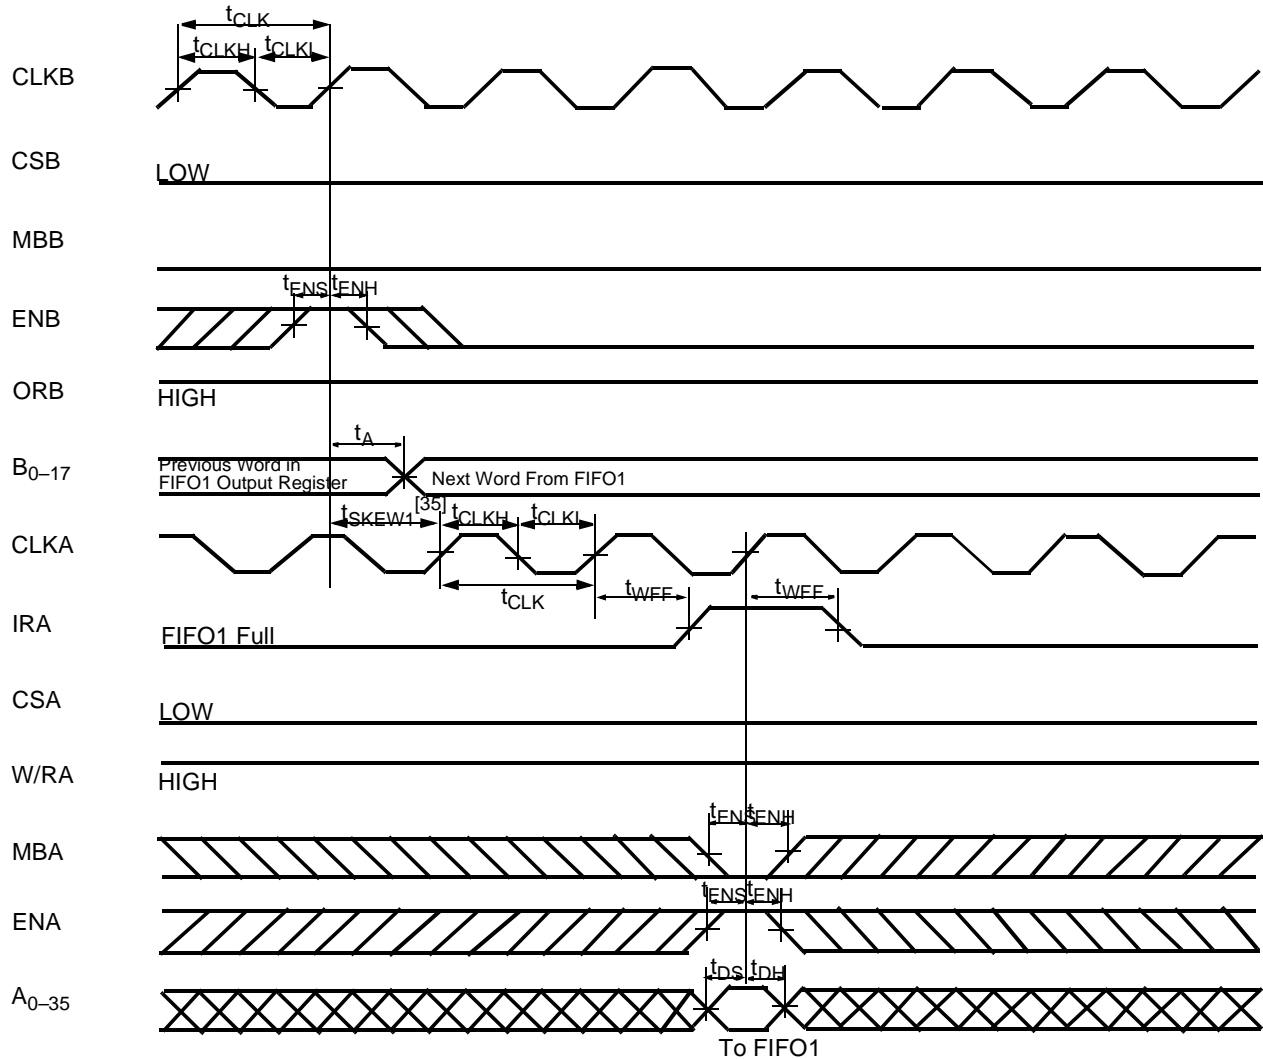 tCLK
tCLKH tCLKL
CLKB
CSB
LOW
MBB
tENS tENH
ENB
ORB
HIGH
tA
B0–17
Previous Word in
FIFO1 Output Register
Next Word From FIFO1
tSKEW1[35] tCLKH tCLKL
CLKA
tCLK
tWFF tWFF
IRA
FIFO1 Full
CSA
LOW
W/RA
HIGH
tENS tENH
MBA
tENS tENH
ENA
tDS tDH
A0–35
To FIFO1